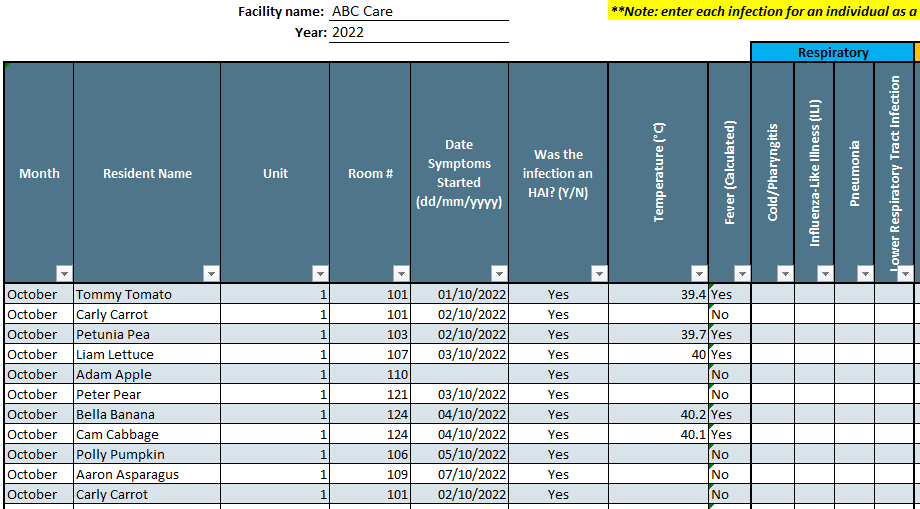 Facility name: ABC Care
**Note: enter each infection for an individual as a
Year: 2022
Respiratory
Month
Resident Name
Unit
Room #
Date
Symptoms
Started
(dd/mm/yyyy)
Was the
infection an
HAI? (Y/N)
Temperature (°C)
Fever (Calculated)
Cold/Pharyngitis
Influenza-Like Illness (ILI)
Pneumonia
Lower Respiratory Tract Infection
October Tommy Tomato 1 101 01/10/2022 Yes 39.4 Yes
October Carly Carrot 1 101 02/10/2022 Yes No
October Petunia Pea 1 103 02/10/2022 Yes 39.7 Yes
October Liam Lettuce 1 107 03/10/2022 Yes 40 Yes
October Adam Apple 1 110 Yes No
October Peter Pear 1 121 03/10/2022 Yes No
October Bella Banana 1 124 04/10/2022 Yes 40.2 Yes
October Cam Cabbage 1 124 04/10/2022 Yes 40.1 Yes
October Polly Pumpkin 1 106 05/10/2022 Yes No
October Aaron Asparagus 1 109 07/10/2022 Yes No
October Carly Carrot 1 101 02/10/2022 Yes No